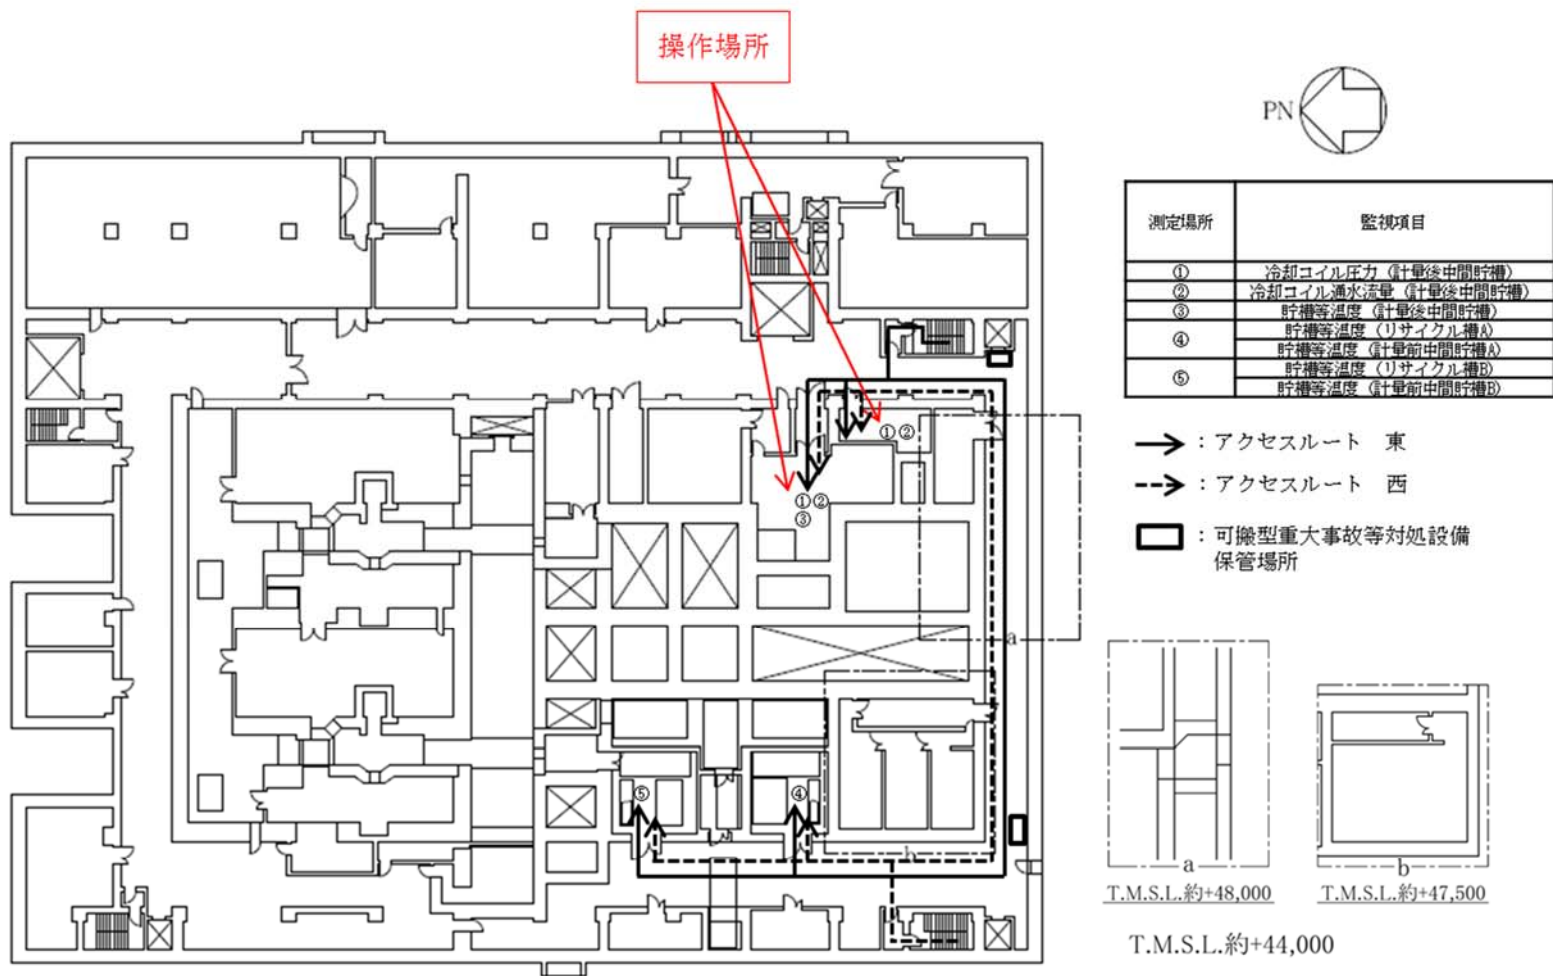 操作場所
PN
測定場所 監視項目
① 冷却コイル圧力（計量後中間貯槽）
② 冷却コイル通水流量（計量後中間貯槽）
③ 貯槽等温度（計量後中間貯槽）
④ 貯槽等温度（リサイクル槽A）
貯槽等温度（計量前中間貯槽A）
⑤ 貯槽等温度（リサイクル槽B）
貯槽等温度（計量前中間貯槽B）
：アクセスルート 東
：アクセスルート 西
：可搬型重大事故等対処設備
保管場所
① ②
① ②
③
a
⑤
④
b
a
T.M.S.L.約+48,000
b
T.M.S.L.約+47,500
T.M.S.L.約+44,000